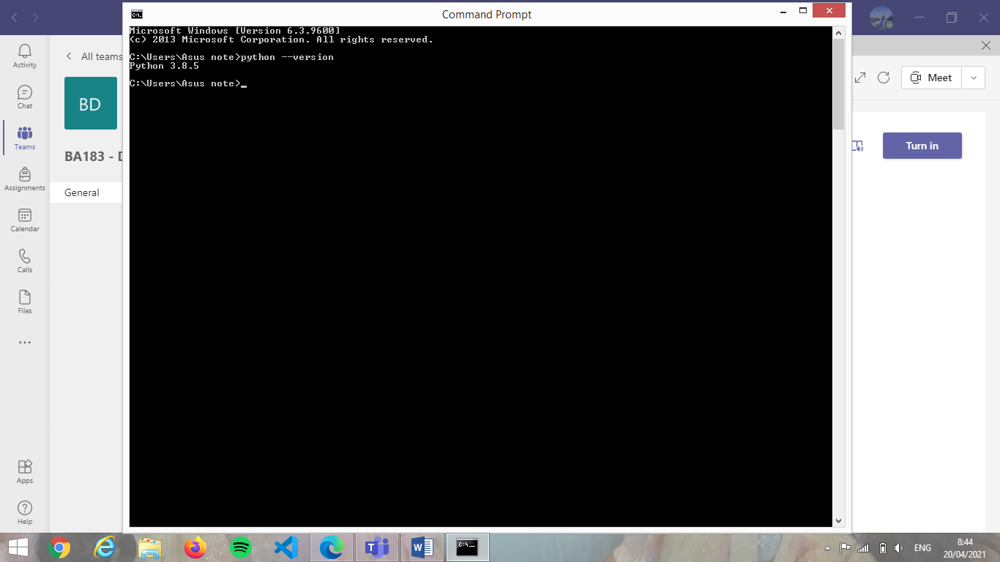 Command Prompt
Microsoft Windows [Version 6.3.9600]
(c) 2013 Microsoft Corporation. All rights reserved.
C:\Users\Asus note>python --version
Python 3.8.5
C:\Users\Asus note>_
Activity
Chat
Teams
Assignments
Calendar
Calls
Files
Apps
Help
All teams
BD
BA183 - D
General
Meet
Turn in
ENG
8:44
20/04/2021